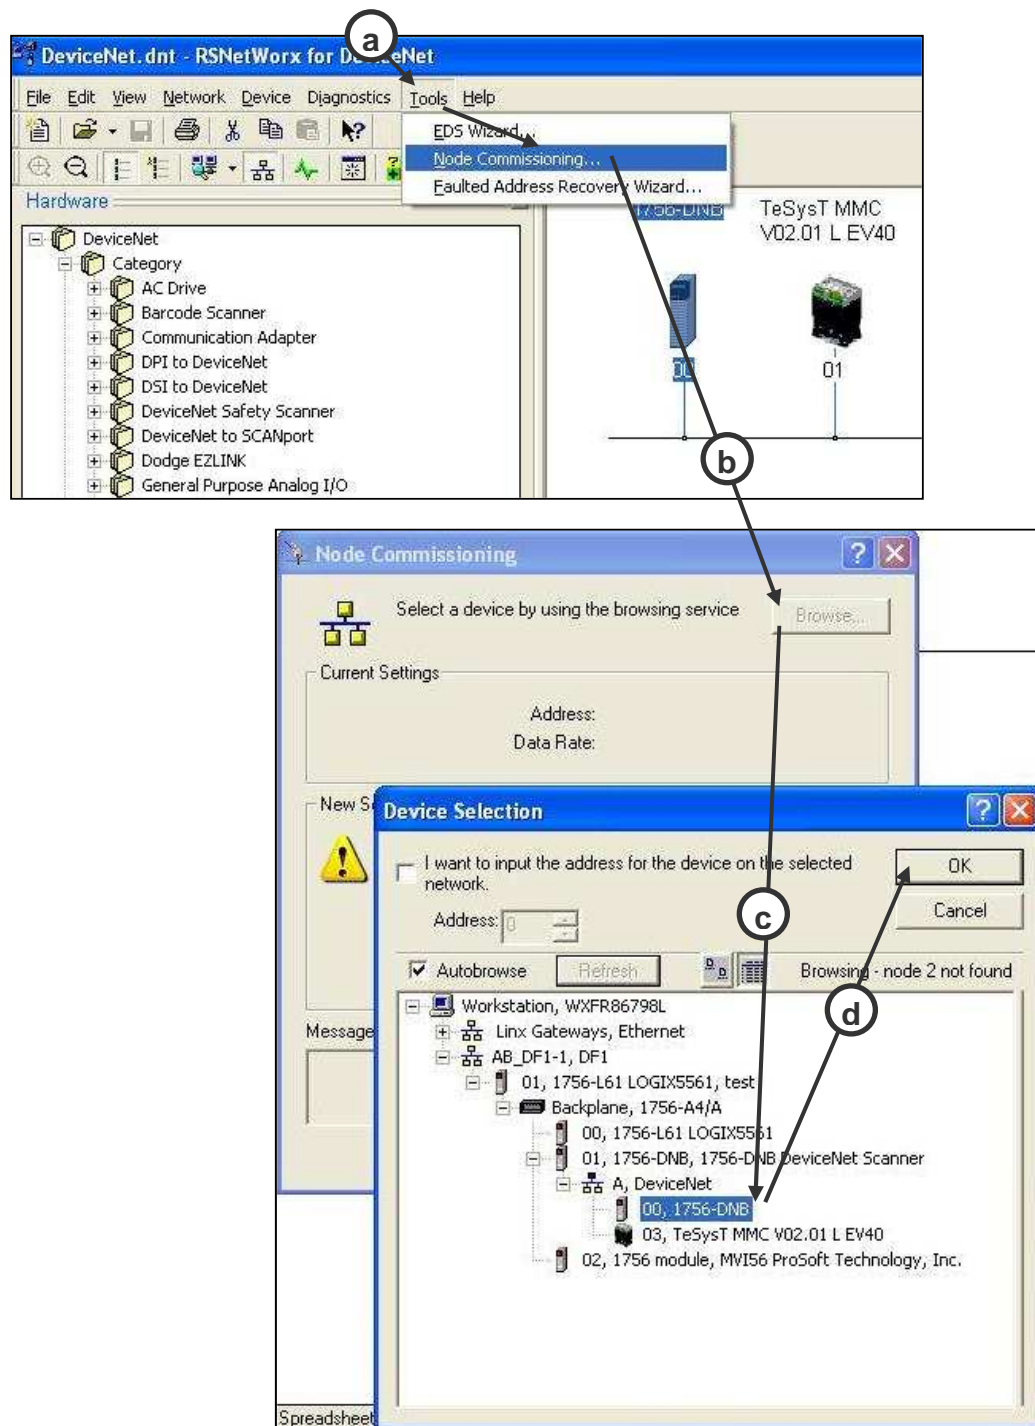 a
DeviceNet.dnt - RSNetWorx for DeviceNet
File Edit View Network Device Diagnostics Tools Help
EDS Wizard...
Node Commissioning...
Faulted Address Recovery Wizard...
Hardware
DeviceNet
Category
AC Drive
Barcode Scanner
Communication Adapter
DPI to DeviceNet
DSI to DeviceNet
DeviceNet Safety Scanner
DeviceNet to SCANport
Dodge EZLINK
General Purpose Analog I/O
1756-DNB
TeSysT MMC
V02.01 L EV40
00
01
b
Node Commissioning
Select a device by using the browsing service
Browse...
Current Settings
Address:
Data Rate:
New S
Device Selection
I want to input the address for the device on the selected
network.
OK
Cancel
Address: 0
c
Autobrowse Refresh Browsing - node 2 not found
d
Workstation, WXFR86798L
Linx Gateways, Ethernet
Message
AB_DF1-1, DF1
01, 1756-L61 LOGIX5561, test
Backplane, 1756-A4/A
00, 1756-L61 LOGIX5561
01, 1756-DNB, 1756-DNB DeviceNet Scanner
A, DeviceNet
00, 1756-DNB
03, TeSysT MMC V02.01 L EV40
02, 1756 module, MVI56 ProSoft Technology, Inc.
Spreadsheet